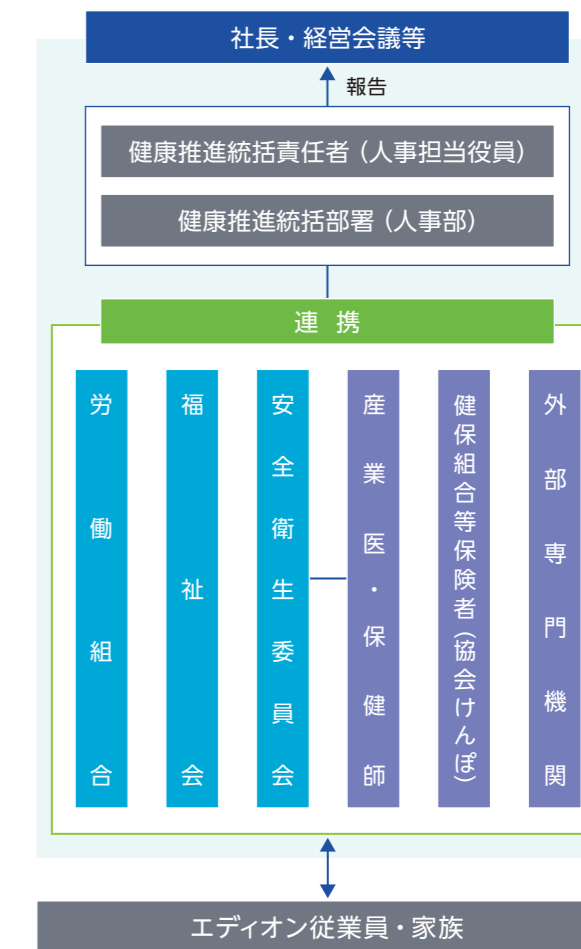 社長・経営会議等
報告
健康推進統括責任者（人事担当役員）
健康推進統括部署（人事部）
連携
労働組合
福祉会
安全衛生委員会
産業医・保健師
健保組合等保険者（協会けんぽ）
外部専門機関
エディオン従業員・家族